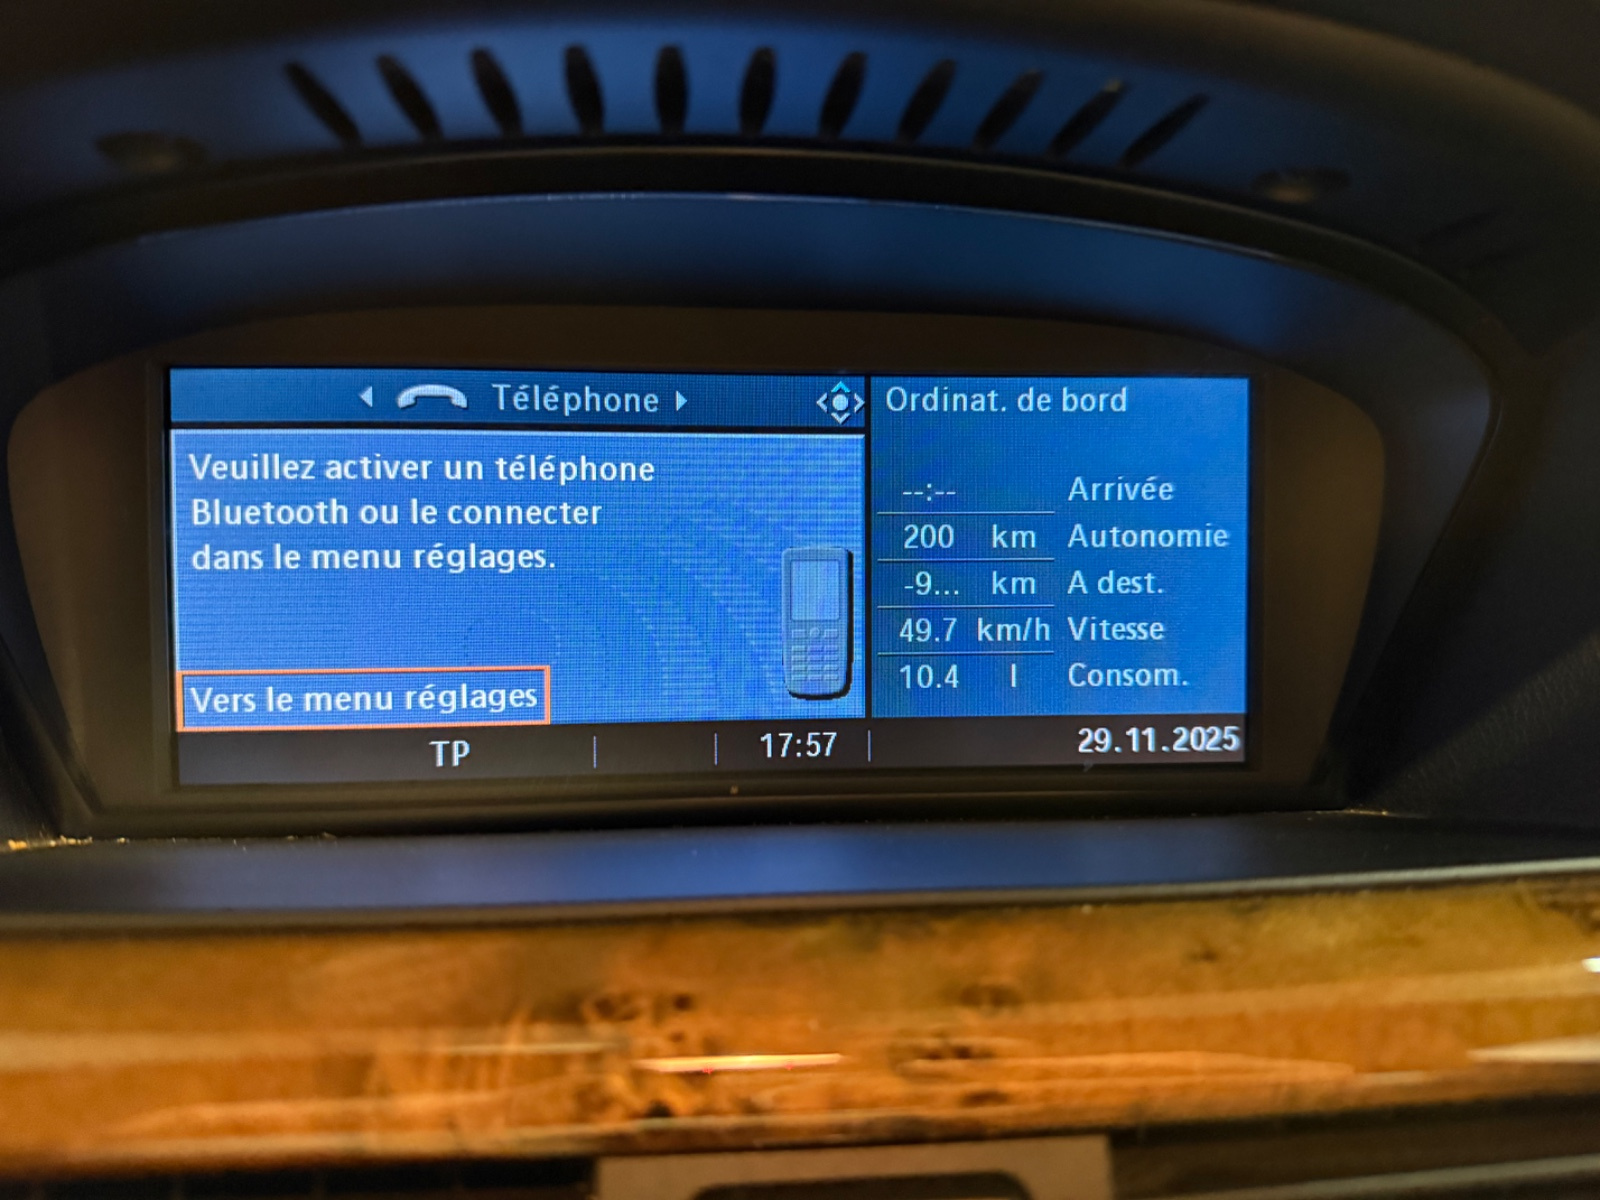 Téléphone
Veuillez activer un téléphone
Bluetooth ou le connecter
dans le menu réglages.
Vers le menu réglages
Ordinat. de bord
--:-- Arrivée
200 km Autonomie
-9... km A dest.
49.7 km/h Vitesse
10.4 l Consom.
TP 17:57 29.11.2025